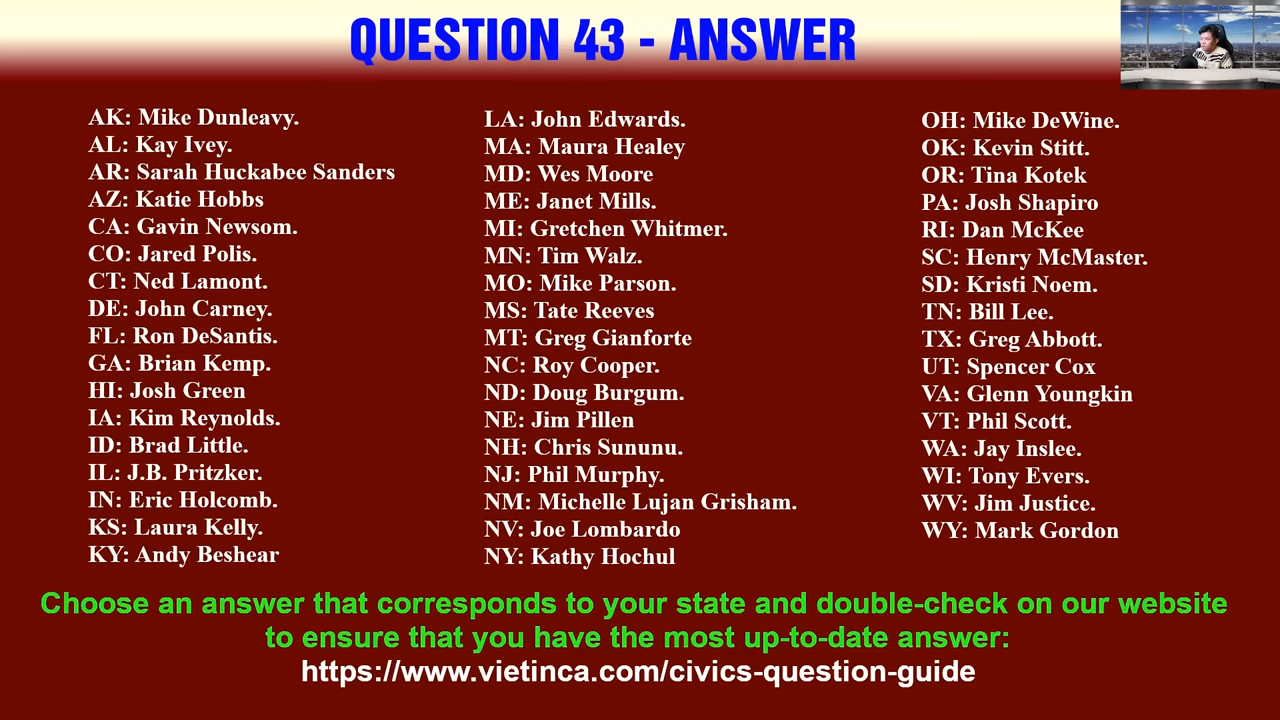 QUESTION 43 - ANSWER
AK: Mike Dunleavy.
AL: Kay Ivey.
AR: Sarah Huckabee Sanders
AZ: Katie Hobbs
CA: Gavin Newsom.
CO: Jared Polis.
CT: Ned Lamont.
DE: John Carney.
FL: Ron DeSantis.
GA: Brian Kemp.
HI: Josh Green
IA: Kim Reynolds.
ID: Brad Little.
IL: J.B. Pritzker.
IN: Eric Holcomb.
KS: Laura Kelly.
KY: Andy Beshear
LA: John Edwards.
MA: Maura Healey
MD: Wes Moore
ME: Janet Mills.
MI: Gretchen Whitmer.
MN: Tim Walz.
MO: Mike Parson.
MS: Tate Reeves
MT: Greg Gianforte
NC: Roy Cooper.
ND: Doug Burgum.
NE: Jim Pillen
NH: Chris Sununu.
NJ: Phil Murphy.
NM: Michelle Lujan Grisham.
NV: Joe Lombardo
NY: Kathy Hochul
OH: Mike DeWine.
OK: Kevin Stitt.
OR: Tina Kotek
PA: Josh Shapiro
RI: Dan McKee
SC: Henry McMaster.
SD: Kristi Noem.
TN: Bill Lee.
TX: Greg Abbott.
UT: Spencer Cox
VA: Glenn Youngkin
VT: Phil Scott.
WA: Jay Inslee.
WI: Tony Evers.
WV: Jim Justice.
WY: Mark Gordon
Choose an answer that corresponds to your state and double-check on our website
to ensure that you have the most up-to-date answer:
https://www.vietinca.com/civics-question-guide